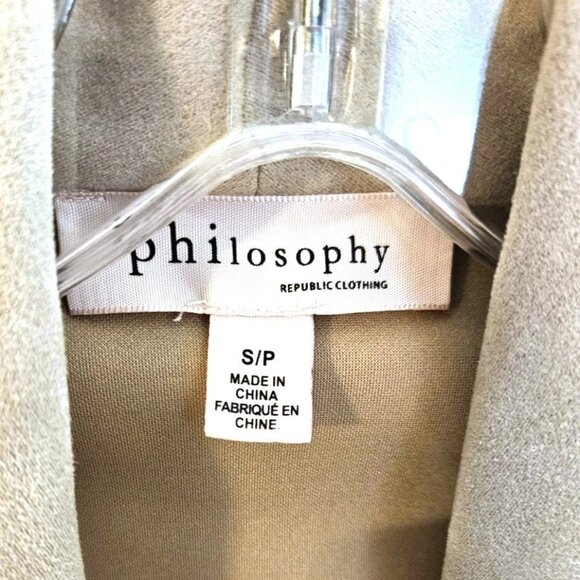 philosophy
REPUBLIC CLOTHING
S/P
MADE IN
CHINA
FABRIQUÉ EN
CHINE